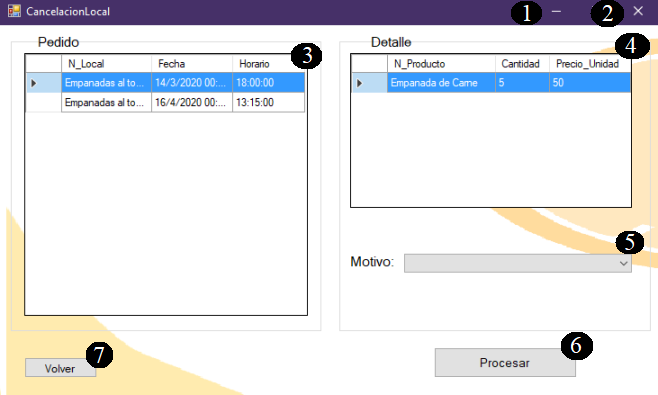 CancelacionLocal 1 2
Pedido 3
N_Local Fecha Horario
Empanadas al to... 14/3/2020 00:... 18:00:00
Empanadas al to... 16/4/2020 00:... 13:15:00
Detalle 4
N_Producto Cantidad Precio_Unidad
Empanada de Carne 5 50
5
Motivo:
6
Procesar
7
Volver